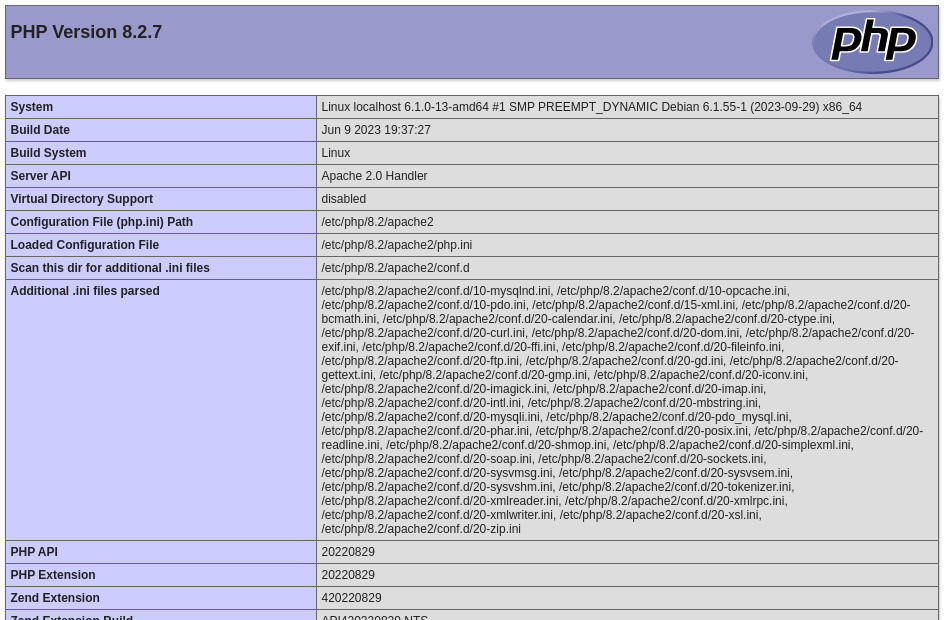 PHP Version 8.2.7
php
System Linux localhost 6.1.0-13-amd64 #1 SMP PREEMPT_DYNAMIC Debian 6.1.55-1 (2023-09-29) x86_64
Build Date Jun 9 2023 19:37:27
Build System Linux
Server API Apache 2.0 Handler
Virtual Directory Support disabled
Configuration File (php.ini) Path /etc/php/8.2/apache2
Loaded Configuration File /etc/php/8.2/apache2/php.ini
Scan this dir for additional .ini files /etc/php/8.2/apache2/conf.d
Additional .ini files parsed /etc/php/8.2/apache2/conf.d/10-mysqlnd.ini, /etc/php/8.2/apache2/conf.d/10-opcache.ini,
/etc/php/8.2/apache2/conf.d/10-pdo.ini, /etc/php/8.2/apache2/conf.d/15-xml.ini, /etc/php/8.2/apache2/conf.d/20-
bcmath.ini, /etc/php/8.2/apache2/conf.d/20-calendar.ini, /etc/php/8.2/apache2/conf.d/20-ctype.ini,
/etc/php/8.2/apache2/conf.d/20-curl.ini, /etc/php/8.2/apache2/conf.d/20-dom.ini, /etc/php/8.2/apache2/conf.d/20-
exif.ini, /etc/php/8.2/apache2/conf.d/20-ffi.ini, /etc/php/8.2/apache2/conf.d/20-fileinfo.ini,
/etc/php/8.2/apache2/conf.d/20-ftp.ini, /etc/php/8.2/apache2/conf.d/20-gd.ini, /etc/php/8.2/apache2/conf.d/20-
gettext.ini, /etc/php/8.2/apache2/conf.d/20-gmp.ini, /etc/php/8.2/apache2/conf.d/20-iconv.ini,
/etc/php/8.2/apache2/conf.d/20-imagick.ini, /etc/php/8.2/apache2/conf.d/20-imap.ini,
/etc/php/8.2/apache2/conf.d/20-intl.ini, /etc/php/8.2/apache2/conf.d/20-mbstring.ini,
/etc/php/8.2/apache2/conf.d/20-mysqli.ini, /etc/php/8.2/apache2/conf.d/20-pdo_mysql.ini,
/etc/php/8.2/apache2/conf.d/20-phar.ini, /etc/php/8.2/apache2/conf.d/20-posix.ini, /etc/php/8.2/apache2/conf.d/20-
readline.ini, /etc/php/8.2/apache2/conf.d/20-shmop.ini, /etc/php/8.2/apache2/conf.d/20-simplexml.ini,
/etc/php/8.2/apache2/conf.d/20-soap.ini, /etc/php/8.2/apache2/conf.d/20-sockets.ini,
/etc/php/8.2/apache2/conf.d/20-sysvmsg.ini, /etc/php/8.2/apache2/conf.d/20-sysvsem.ini,
/etc/php/8.2/apache2/conf.d/20-sysvshm.ini, /etc/php/8.2/apache2/conf.d/20-tokenizer.ini,
/etc/php/8.2/apache2/conf.d/20-xmlreader.ini, /etc/php/8.2/apache2/conf.d/20-xmlrpc.ini,
/etc/php/8.2/apache2/conf.d/20-xmlwriter.ini, /etc/php/8.2/apache2/conf.d/20-xsl.ini,
/etc/php/8.2/apache2/conf.d/20-zip.ini
PHP API 20220829
PHP Extension 20220829
Zend Extension 420220829
Zend Extension Build API420220829,NTS